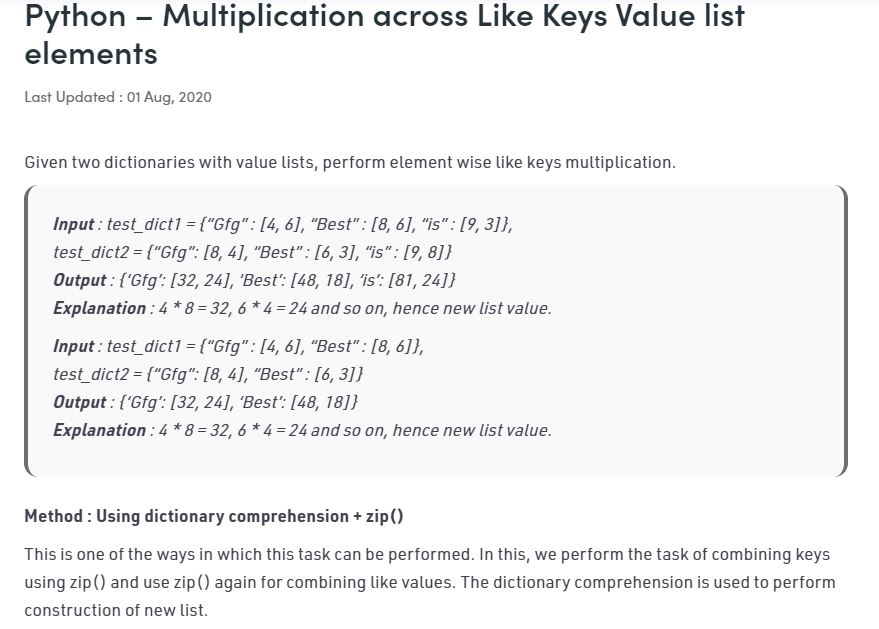 Python – Multiplication across Like Keys Value list
elements
Last Updated : 01 Aug, 2020
Given two dictionaries with value lists, perform element wise like keys multiplication.
Input : test_dict1 = {“Gfg” : [4, 6], “Best” : [8, 6], “is” : [9, 3]},
test_dict2 = {“Gfg”: [8, 4], “Best” : [6, 3], “is” : [9, 8]}
Output : {‘Gfg’: [32, 24], ‘Best’: [48, 18], ‘is’: [81, 24]}
Explanation : 4 * 8 = 32, 6 * 4 = 24 and so on, hence new list value.
Input : test_dict1 = {“Gfg” : [4, 6], “Best” : [8, 6]},
test_dict2 = {“Gfg”: [8, 4], “Best” : [6, 3]}
Output : {‘Gfg’: [32, 24], ‘Best’: [48, 18]}
Explanation : 4 * 8 = 32, 6 * 4 = 24 and so on, hence new list value.
Method : Using dictionary comprehension + zip()
This is one of the ways in which this task can be performed. In this, we perform the task of combining keys
using zip() and use zip() again for combining like values. The dictionary comprehension is used to perform
construction of new list.